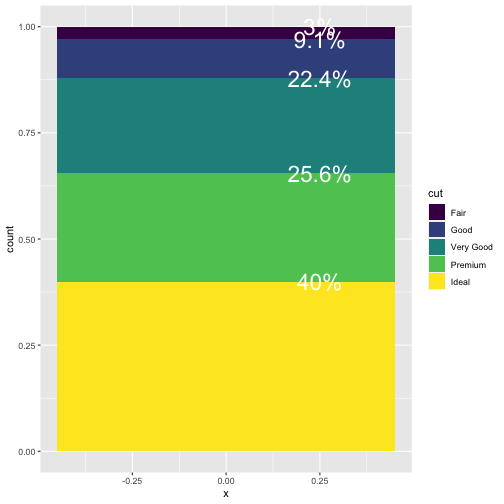 1.00
0.75
0.50
0.25
0.00
count
3%
9.1%
22.4%
25.6%
40%
-0.25
0.00
0.25
x
cut
Fair
Good
Very Good
Premium
Ideal